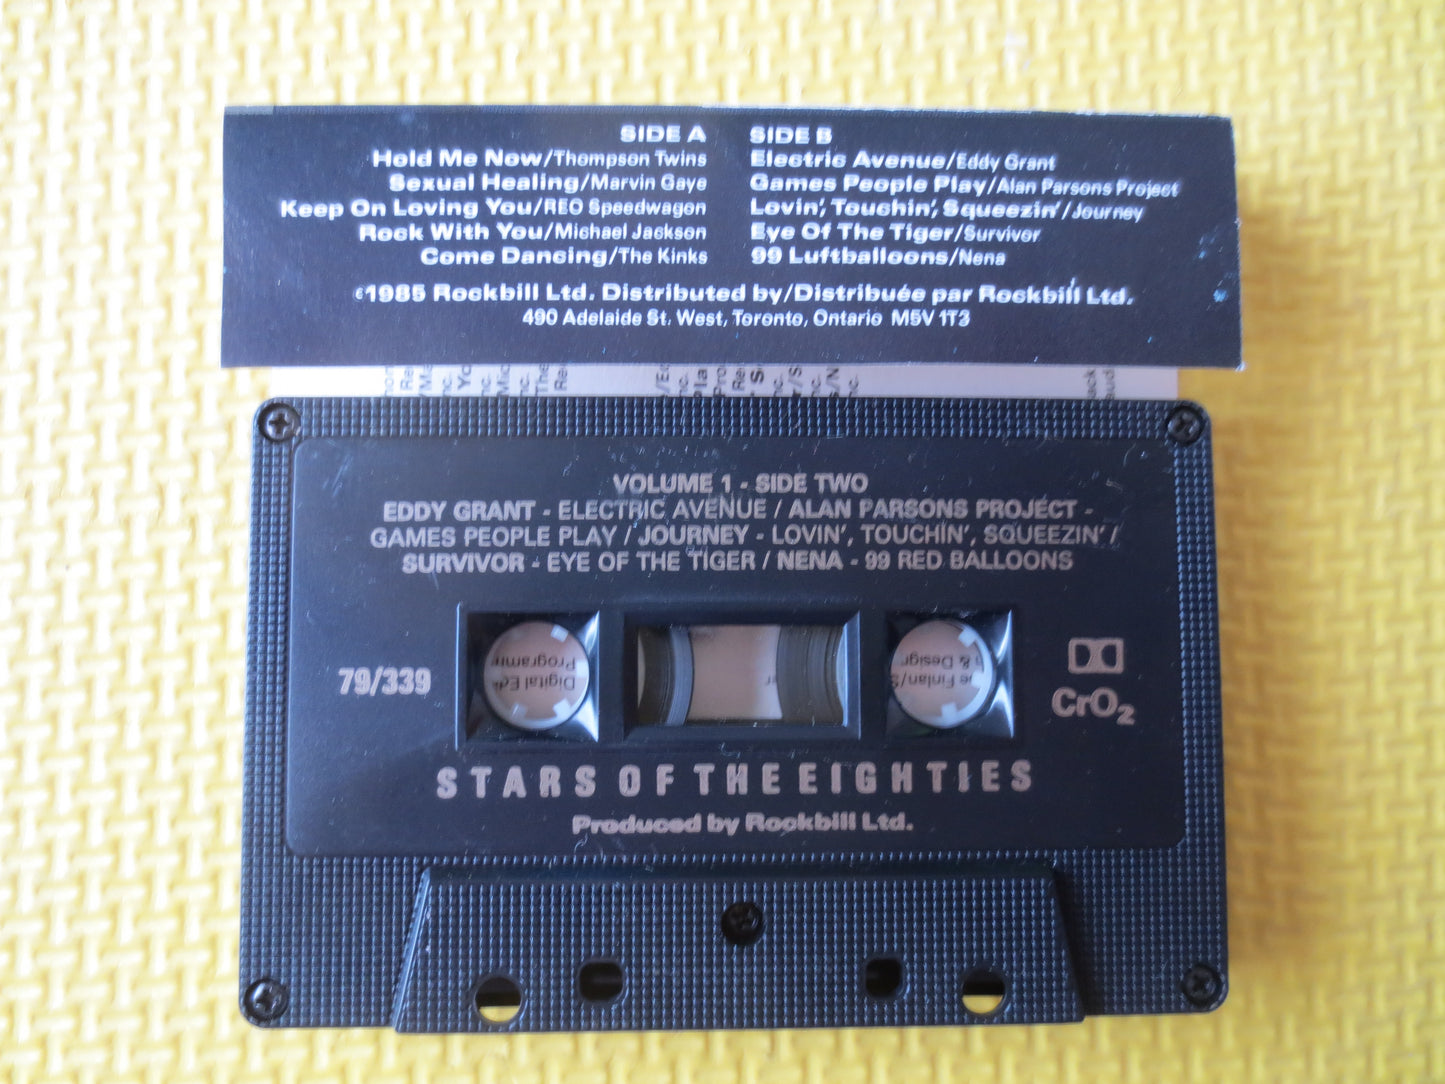 SIDE A
Hold Me Now/Thompson Twins
Sexual Healing/Marvin Gaye
Keep On Loving You/REO Speedwagon
Rock With You/Michael Jackson
Come Dancing/The Kinks
SIDE B
Electric Avenue/Eddy Grant
Games People Play/Alan Parsons Project
Lovin', Touchin', Squeezin'/Journey
Eye Of The Tiger/Survivor
99 Luftballoons/Nena
©1985 Rockbill Ltd. Distributed by/Distribuée par Rockbill Ltd.
490 Adelaide St. West, Toronto, Ontario M5V 1T3
VOLUME 1 - SIDE TWO
EDDY GRANT - ELECTRIC AVENUE / ALAN PARSONS PROJECT -
GAMES PEOPLE PLAY / JOURNEY - LOVIN', TOUCHIN', SQUEEZIN' /
SURVIVOR - EYE OF THE TIGER / NENA - 99 RED BALLOONS
79/339
Digital
& Design
Finlan/S
CrO2
STARS OF THE EIGHTIES
Produced by Rockbill Ltd.